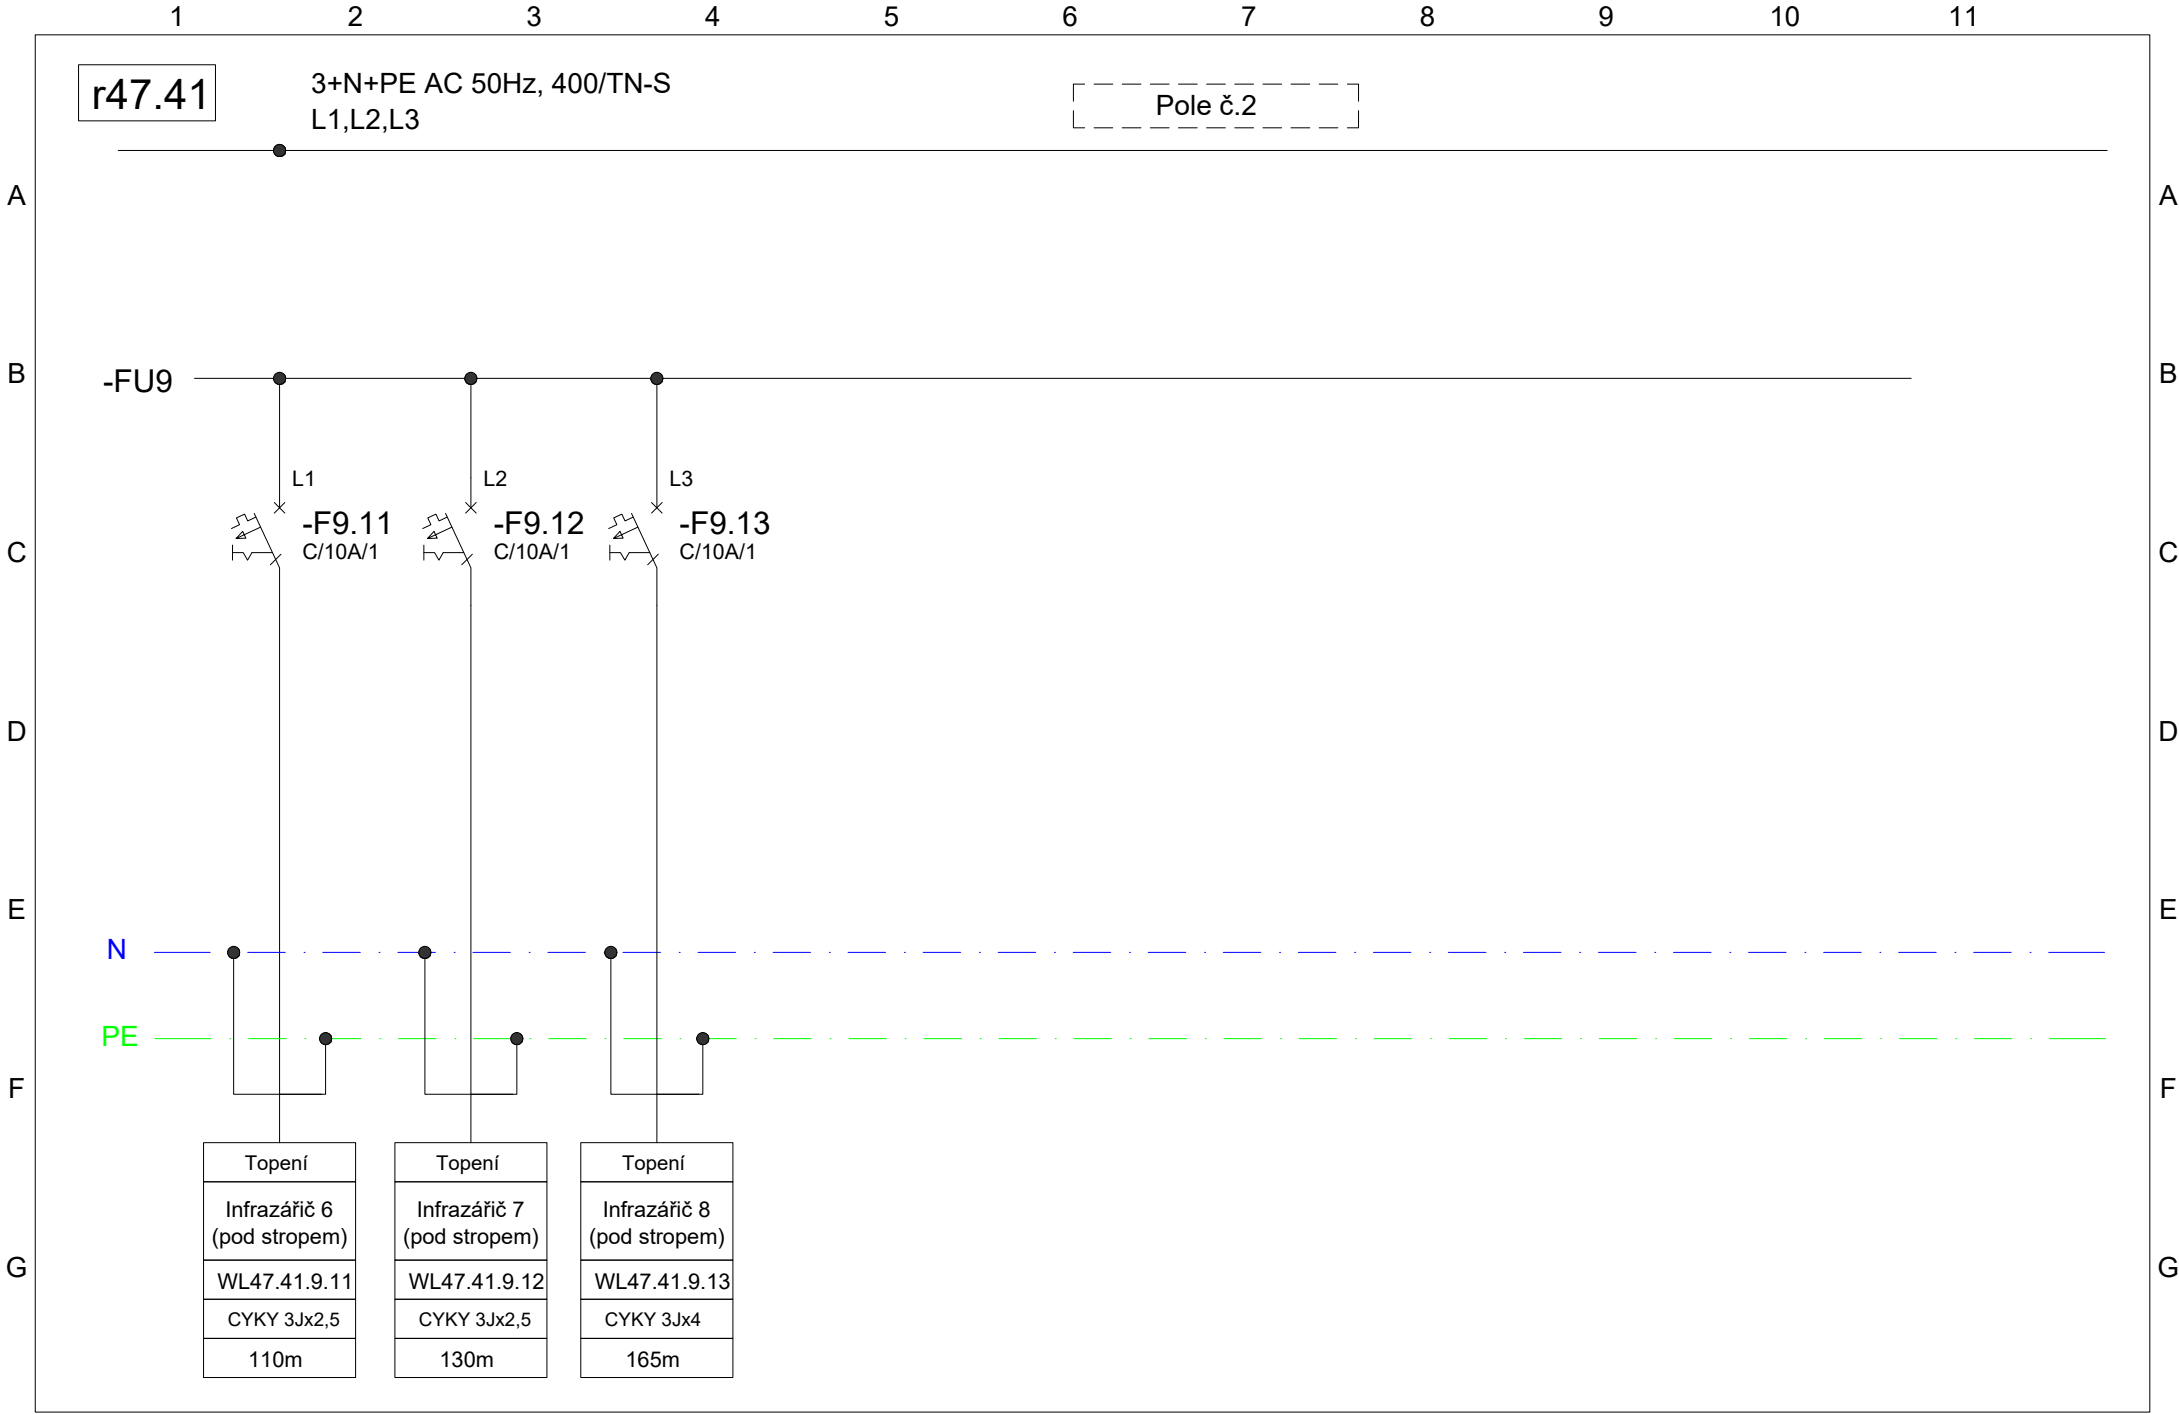 1 2 3 4 5 6 7 8 9 10 11
r47.41
3+N+PE AC 50Hz, 400/TN-S
L1,L2,L3
Pole č.2
A A
B B
-FU9
L1 L2 L3
-F9.11 -F9.12 -F9.13
C/10A/1 C/10A/1 C/10A/1
C C
D D
E E
N
PE
F F
Topení Topení Topení
Infrazářič 6 Infrazářič 7 Infrazářič 8
(pod stropem) (pod stropem) (pod stropem)
G G
WL47.41.9.11 WL47.41.9.12 WL47.41.9.13
CYKY 3Jx2,5 CYKY 3Jx2,5 CYKY 3Jx4
110m 130m 165m